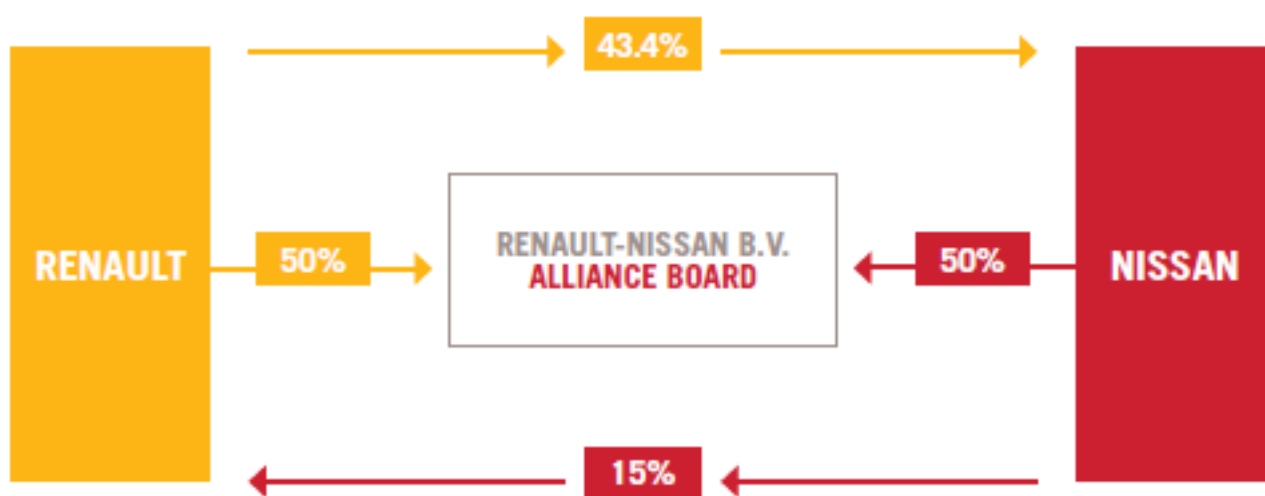 43.4%
RENAULT
50%
RENAULT-NISSAN B.V.
ALLIANCE BOARD
50%
NISSAN
15%